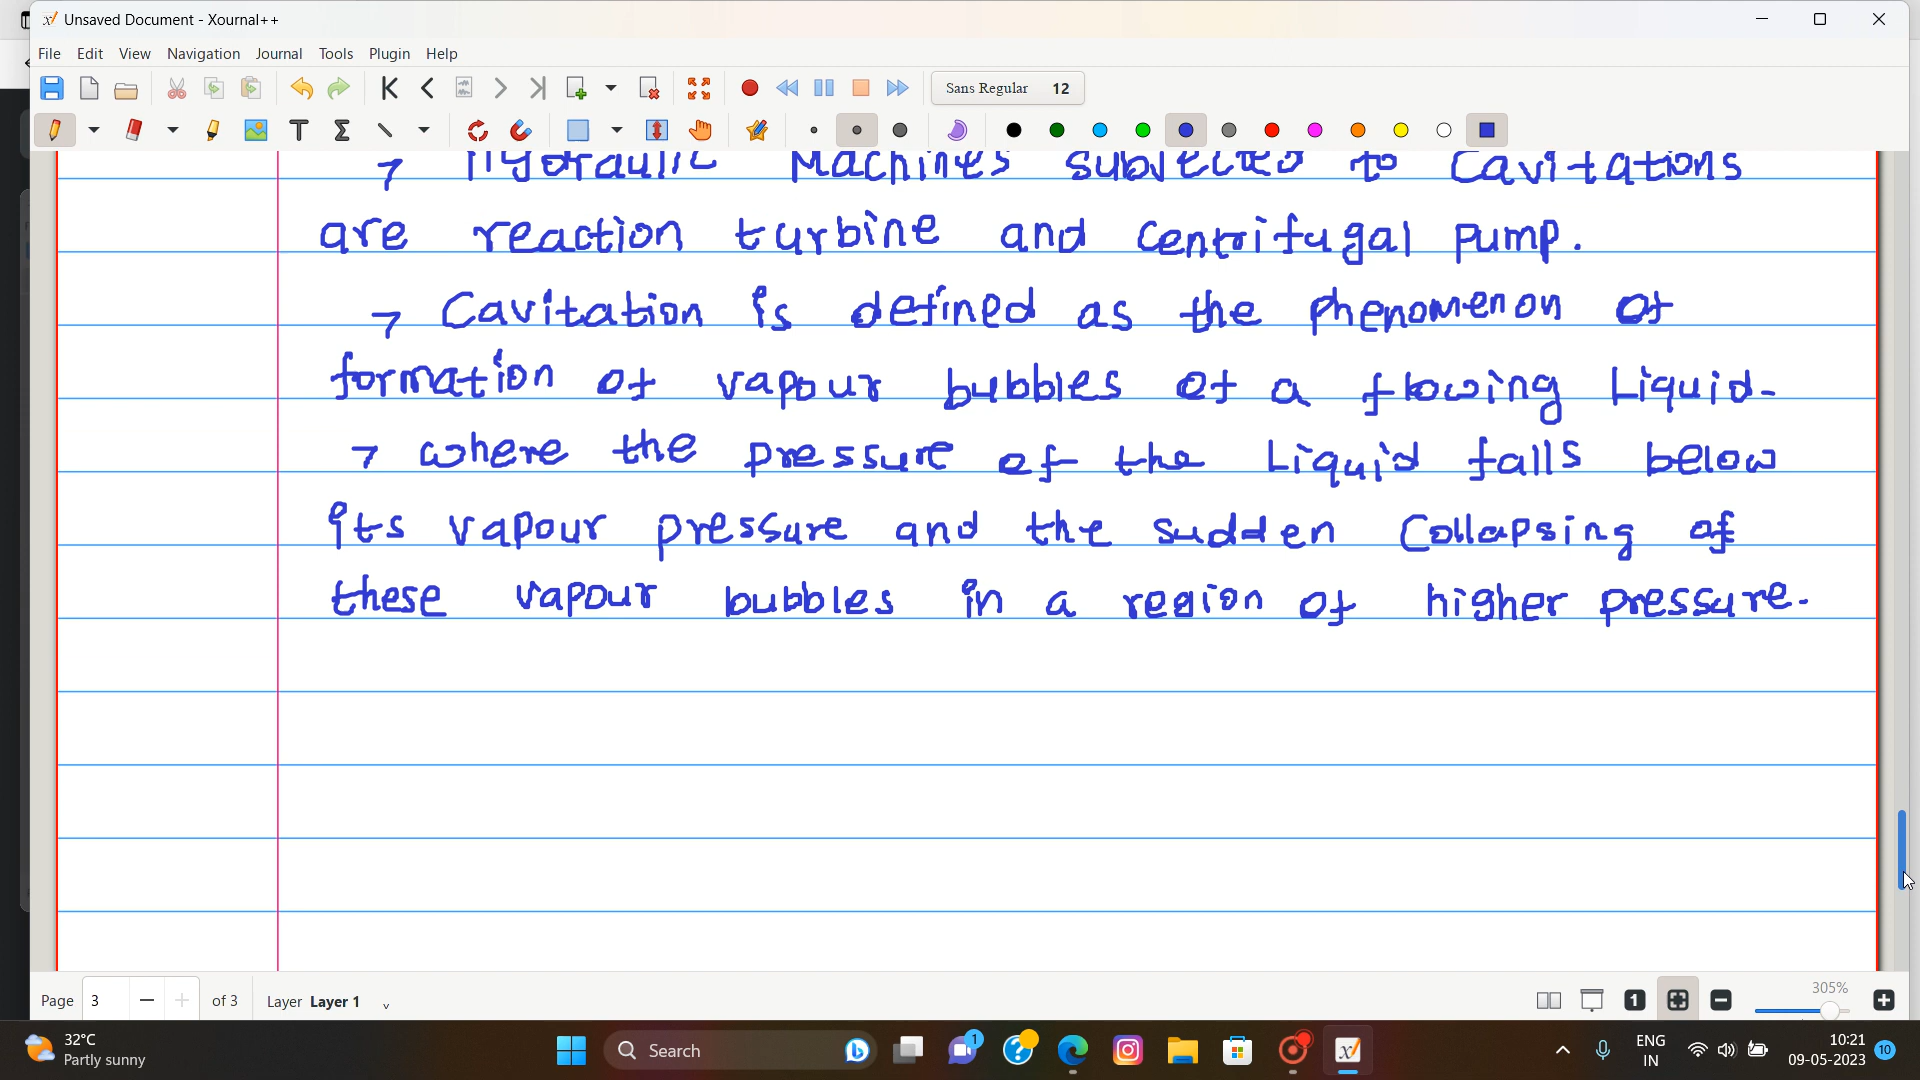 Unsaved Document - Xournal++
File Edit View Navigation Journal Tools Plugin Help
Sans Regular 12
→ Hydraulic Machines subjected to Cavitations
are reaction turbine and Centrifugal Pump.
→ Cavitation is defined as the phenomenon of
formation of vapour bubbles of a flowing Liquid.
→ where the pressure of the Liquid falls below
its vapour pressure and the sudden Collapsing of
these vapour bubbles in a region of higher pressure.
Page 3 of 3 Layer Layer 1
305%
32°C
Partly sunny
Search
1
ENG
IN
10:21
09-05-2023
10